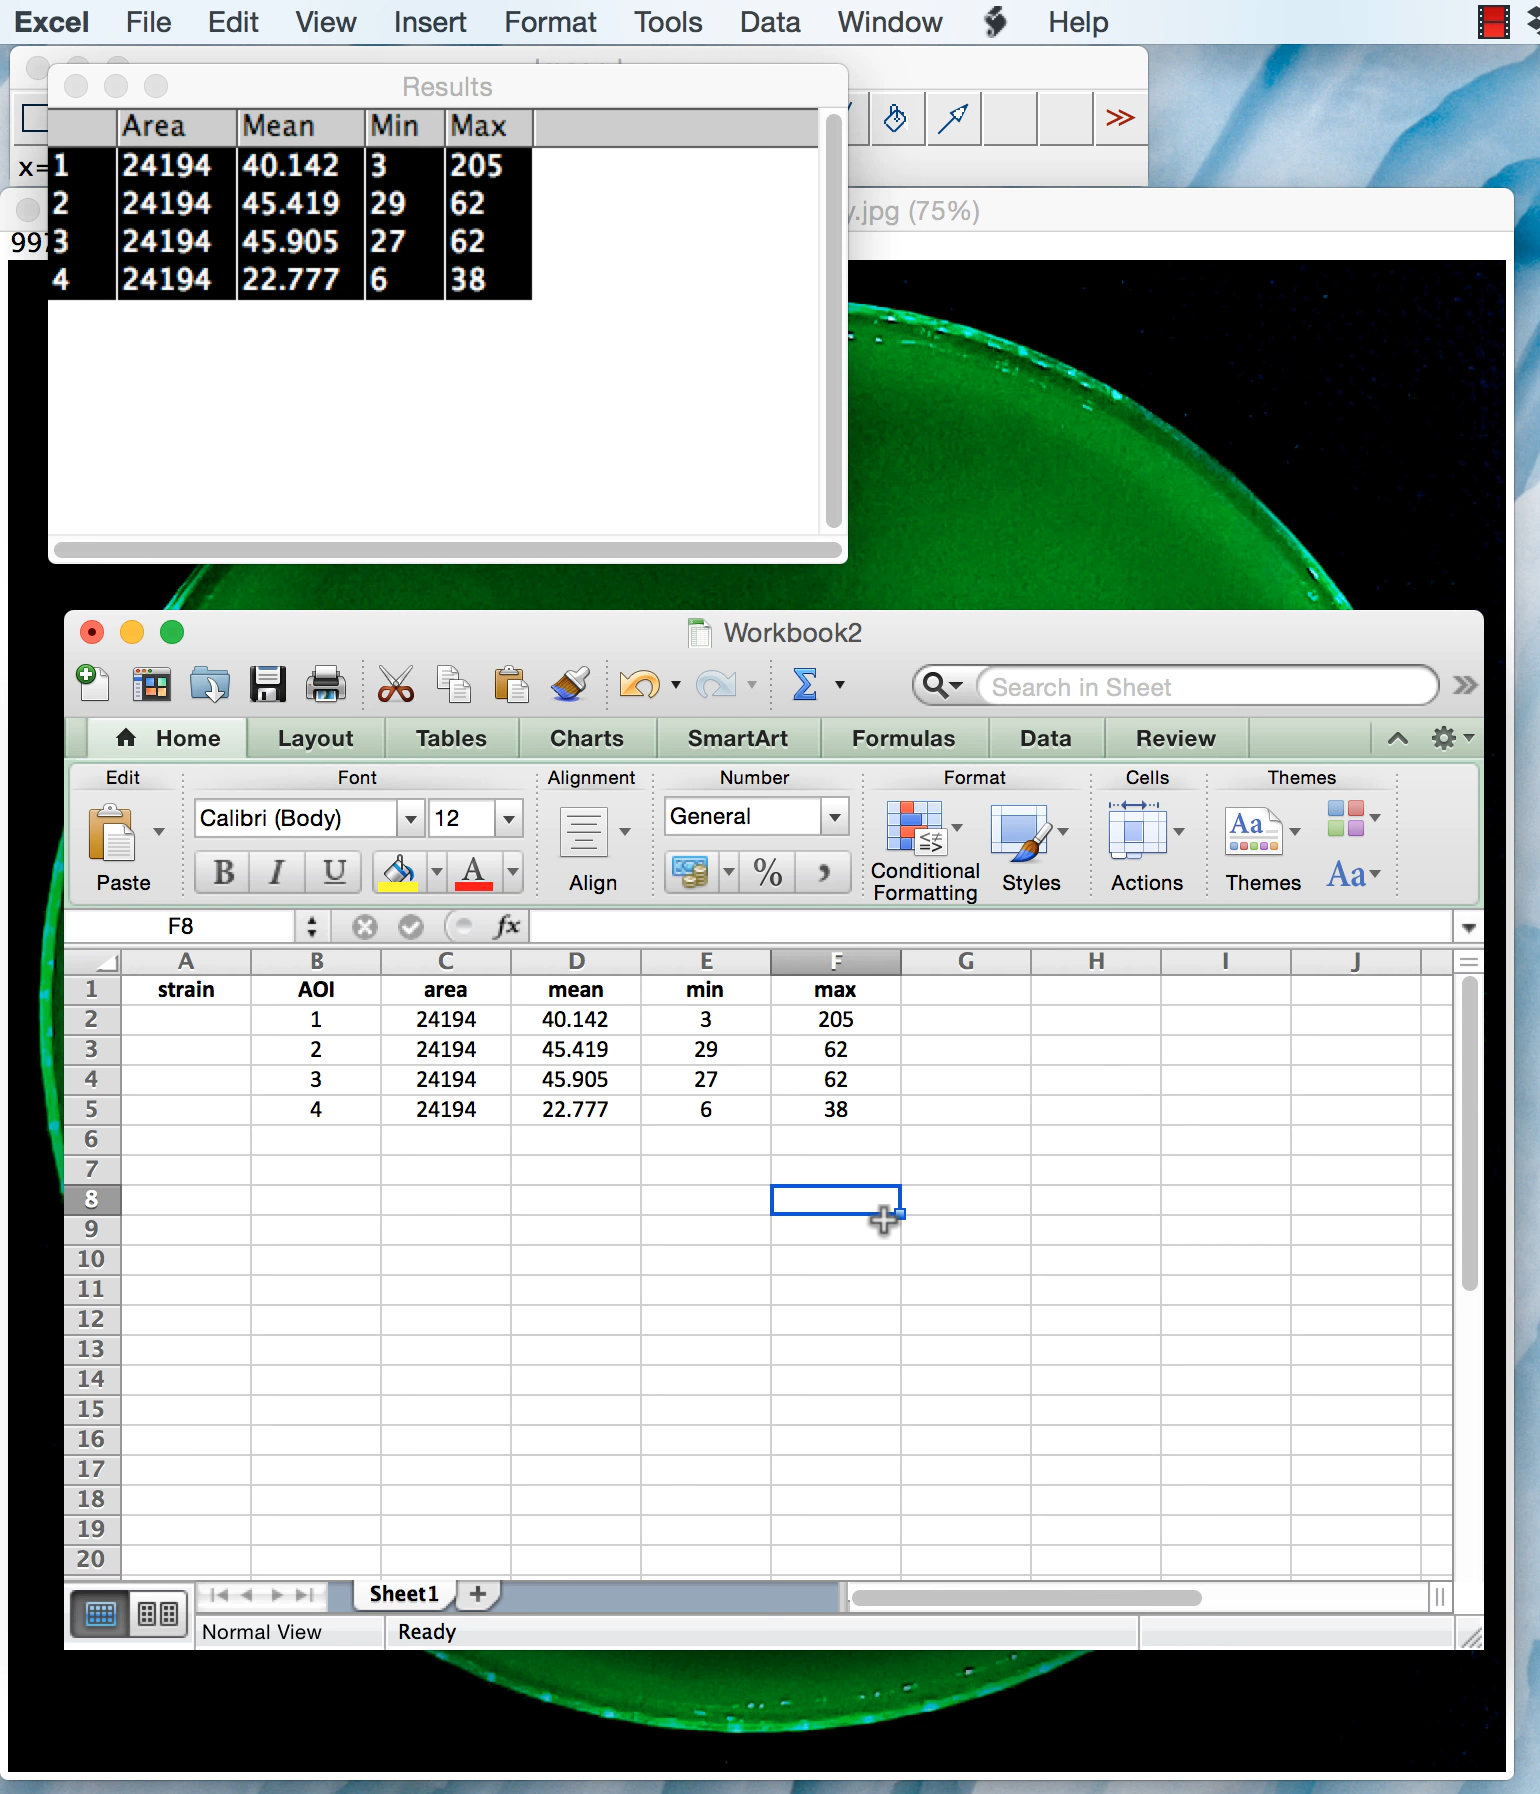 Excel File Edit View Insert Format Tools Data Window Help
Results
Area Mean Min Max
x= 1 24194 40.142 3 205
2 24194 45.419 29 62
y.jpg (75%)
997
3 24194 45.905 27 62
4 24194 22.777 6 38
Workbook2
Search in Sheet
Home Layout Tables Charts SmartArt Formulas Data Review
Edit Font Alignment Number Format Cells Themes
Calibri (Body) 12 General
Paste B I U A Align % , Conditional Formatting Styles Actions Aa Themes Aa
F8 fx
A B C D E F G H I J
1 strain AOI area mean min max
2 1 24194 40.142 3 205
3 2 24194 45.419 29 62
4 3 24194 45.905 27 62
5 4 24194 22.777 6 38
6
7
8
9
10
11
12
13
14
15
16
17
18
19
20
Sheet1 +
Normal View Ready